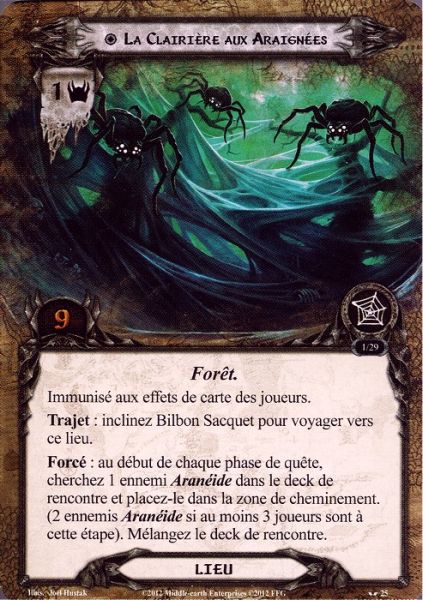 La Clairière aux Araignées
1
9
1/29
Forêt.
Immunisé aux effets de carte des joueurs.
Trajet : inclinez Bilbon Sacquet pour voyager vers
ce lieu.
Forcé : au début de chaque phase de quête,
cherchez 1 ennemi Aranéide dans le deck de
rencontre et placez-le dans la zone de cheminement.
(2 ennemis Aranéide si au moins 3 joueurs sont à
cette étape). Mélangez le deck de rencontre.
LIEU
Illus. Joel Hustak ©2012 Middle-earth Enterprises ©2012 FFG 25